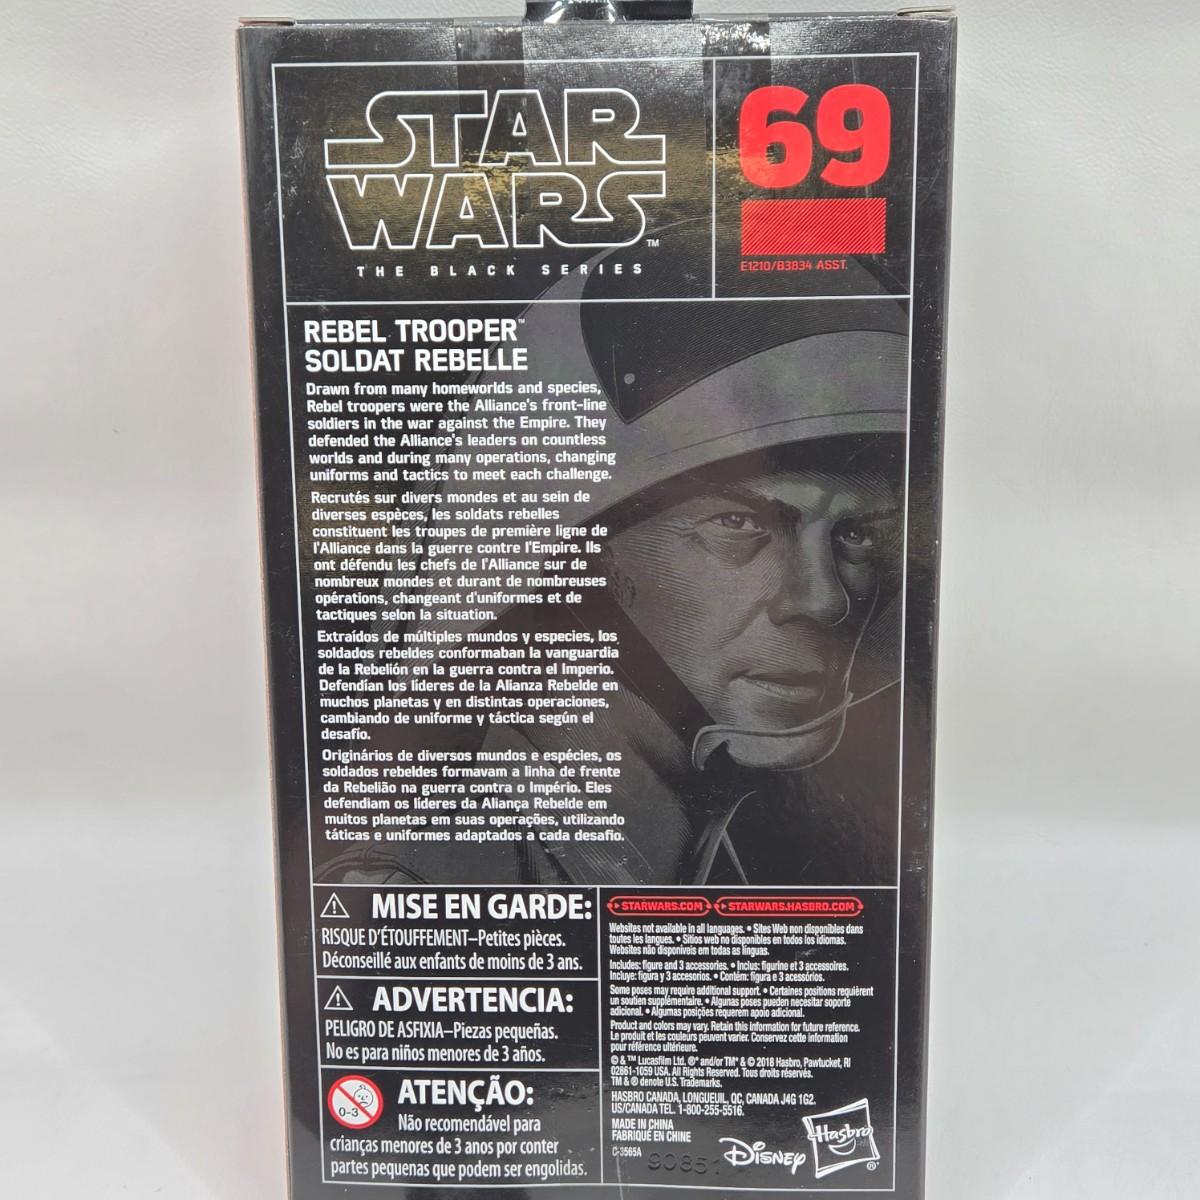 STAR
WARS™
THE BLACK SERIES
69
E1210/B3834 ASST.
REBEL TROOPER™
SOLDAT REBELLE
Drawn from many homeworlds and species,
Rebel troopers were the Alliance's front-line
soldiers in the war against the Empire. They
defended the Alliance's leaders on countless
worlds and during many operations, changing
uniforms and tactics to meet each challenge.
Recrutés sur divers mondes et au sein de
diverses espèces, les soldats rebelles
constituent les troupes de première ligne de
l'Alliance dans la guerre contre l'Empire. Ils
ont défendu les chefs de l'Alliance sur de
nombreux mondes et durant de nombreuses
opérations, changeant d'uniformes et de
tactiques selon la situation.
Extraídos de múltiples mundos y especies, los
soldados rebeldes conformaban la vanguardia
de la Rebelión en la guerra contra el Imperio.
Defendían los líderes de la Alianza Rebelde en
muchos planetas y en distintas operaciones,
cambiando de uniforme y táctica según el
desafío.
Originários de diversos mundos e espécies, os
soldados rebeldes formavam a linha de frente
da Rebelião na guerra contra o Império. Eles
defendiam os líderes da Aliança Rebelde em
muitos planetas em suas operações, utilizando
táticas e uniformes adaptados a cada desafio.
⚠ MISE EN GARDE:
RISQUE D'ÉTOUFFEMENT–Petites pièces.
Déconseillé aux enfants de moins de 3 ans.
⚠ ADVERTENCIA:
PELIGRO DE ASFIXIA–Piezas pequeñas.
No es para niños menores de 3 años.
0-3
ATENÇÃO:
Não recomendável para
crianças menores de 3 anos por conter
partes pequenas que podem ser engolidas.
STARWARS.COM STARWARS.HASBRO.COM
Websites not available in all languages. • Sites Web non disponibles dans
toutes les langues. • Sitios web no disponibles en todos los idiomas.
Websites não disponíveis em todas as línguas.
Includes: figure and 3 accessories. • Inclus: figurine et 3 accessoires.
Incluye: figura y 3 accesorios. • Contém: figura e 3 acessórios.
Some poses may require additional support. • Certaines positions requièrent
un soutien supplémentaire. • Algunas poses pueden necesitar soporte
adicional. • Algumas posições requerem apoio adicional.
Product and colors may vary. Retain this information for future reference.
Le produit et les couleurs peuvent varier. Conservez cette information
pour référence ultérieure.
© & ™ Lucasfilm Ltd. ®* and/or TM* & © 2018 Hasbro, Pawtucket, RI
02861-1059 USA. All Rights Reserved. Tous droits réservés.
TM & ® denote U.S. Trademarks.
HASBRO CANADA, LONGUEUIL, QC, CANADA J4G 1G2.
US/CANADA TEL. 1-800-255-5516.
MADE IN CHINA
FABRIQUÉ EN CHINE
C-3565A
90851
Disney
Hasbro®